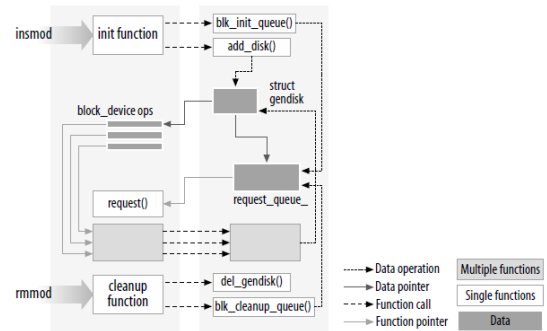 insmod
init function
blk_init_queue()
add_disk()
struct
gendisk
block_device ops
request_queue_
request()
rmmod
cleanup
function
del_gendisk()
blk_cleanup_queue()
Data operation
Data pointer
Function call
Function pointer
Multiple functions
Single functions
Data